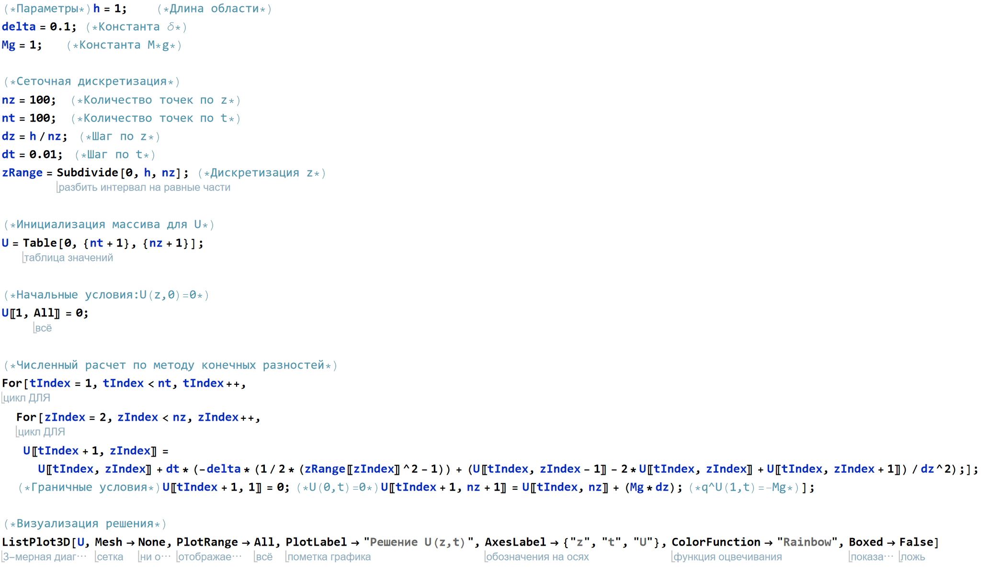 (*Параметры*)h = 1;    (*Длина области*)
delta = 0.1; (*Константа δ*)
Mg = 1;   (*Константа M*g*)
(*Сеточная дискретизация*)
nz = 100;  (*Количество точек по z*)
nt = 100;  (*Количество точек по t*)
dz = h / nz;  (*Шаг по z*)
dt = 0.01;  (*Шаг по t*)
zRange = Subdivide[0, h, nz]; (*Дискретизация z*)
разбить интервал на равные части
(*Инициализация массива для U*)
U = Table[0, {nt + 1}, {nz + 1}];
таблица значений
(*Начальные условия:U(z,0)=0*)
U〚1, All〛 = 0;
всё
(*Численный расчет по методу конечных разностей*)
For[tIndex = 1, tIndex < nt, tIndex++,
цикл ДЛЯ
For[zIndex = 2, zIndex < nz, zIndex++,
цикл ДЛЯ
U〚tIndex + 1, zIndex〛 =
U〚tIndex, zIndex〛 + dt * (-delta * (1 / 2 * (zRange〚zIndex〛^2 - 1)) + (U〚tIndex, zIndex - 1〛 - 2 * U〚tIndex, zIndex〛 + U〚tIndex, zIndex + 1〛) / dz^2);];
(*Граничные условия*)U〚tIndex + 1, 1〛 = 0; (*U(0,t)=0*)U〚tIndex + 1, nz + 1〛 = U〚tIndex, nz〛 + (Mg * dz); (*q^U(1,t)=-Mg*)];
(*Визуализация решения*)
ListPlot3D[U, Mesh → None, PlotRange → All, PlotLabel → "Решение U(z,t)", AxesLabel → {"z", "t", "U"}, ColorFunction → "Rainbow", Boxed → False]
3-мерная диаг⋯ сетка ни о⋯ отображае⋯ всё пометка графика обозначения на осях функция оцвечивания показа⋯ ложь